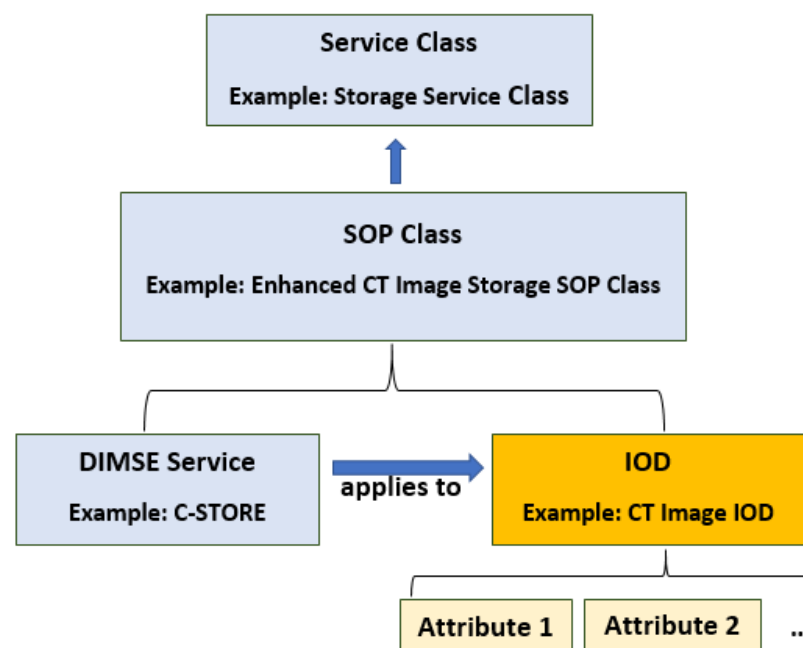 Service Class
Example: Storage Service Class
SOP Class
Example: Enhanced CT Image Storage SOP Class
DIMSE Service
Example: C-STORE
applies to
IOD
Example: CT Image IOD
Attribute 1
Attribute 2
..